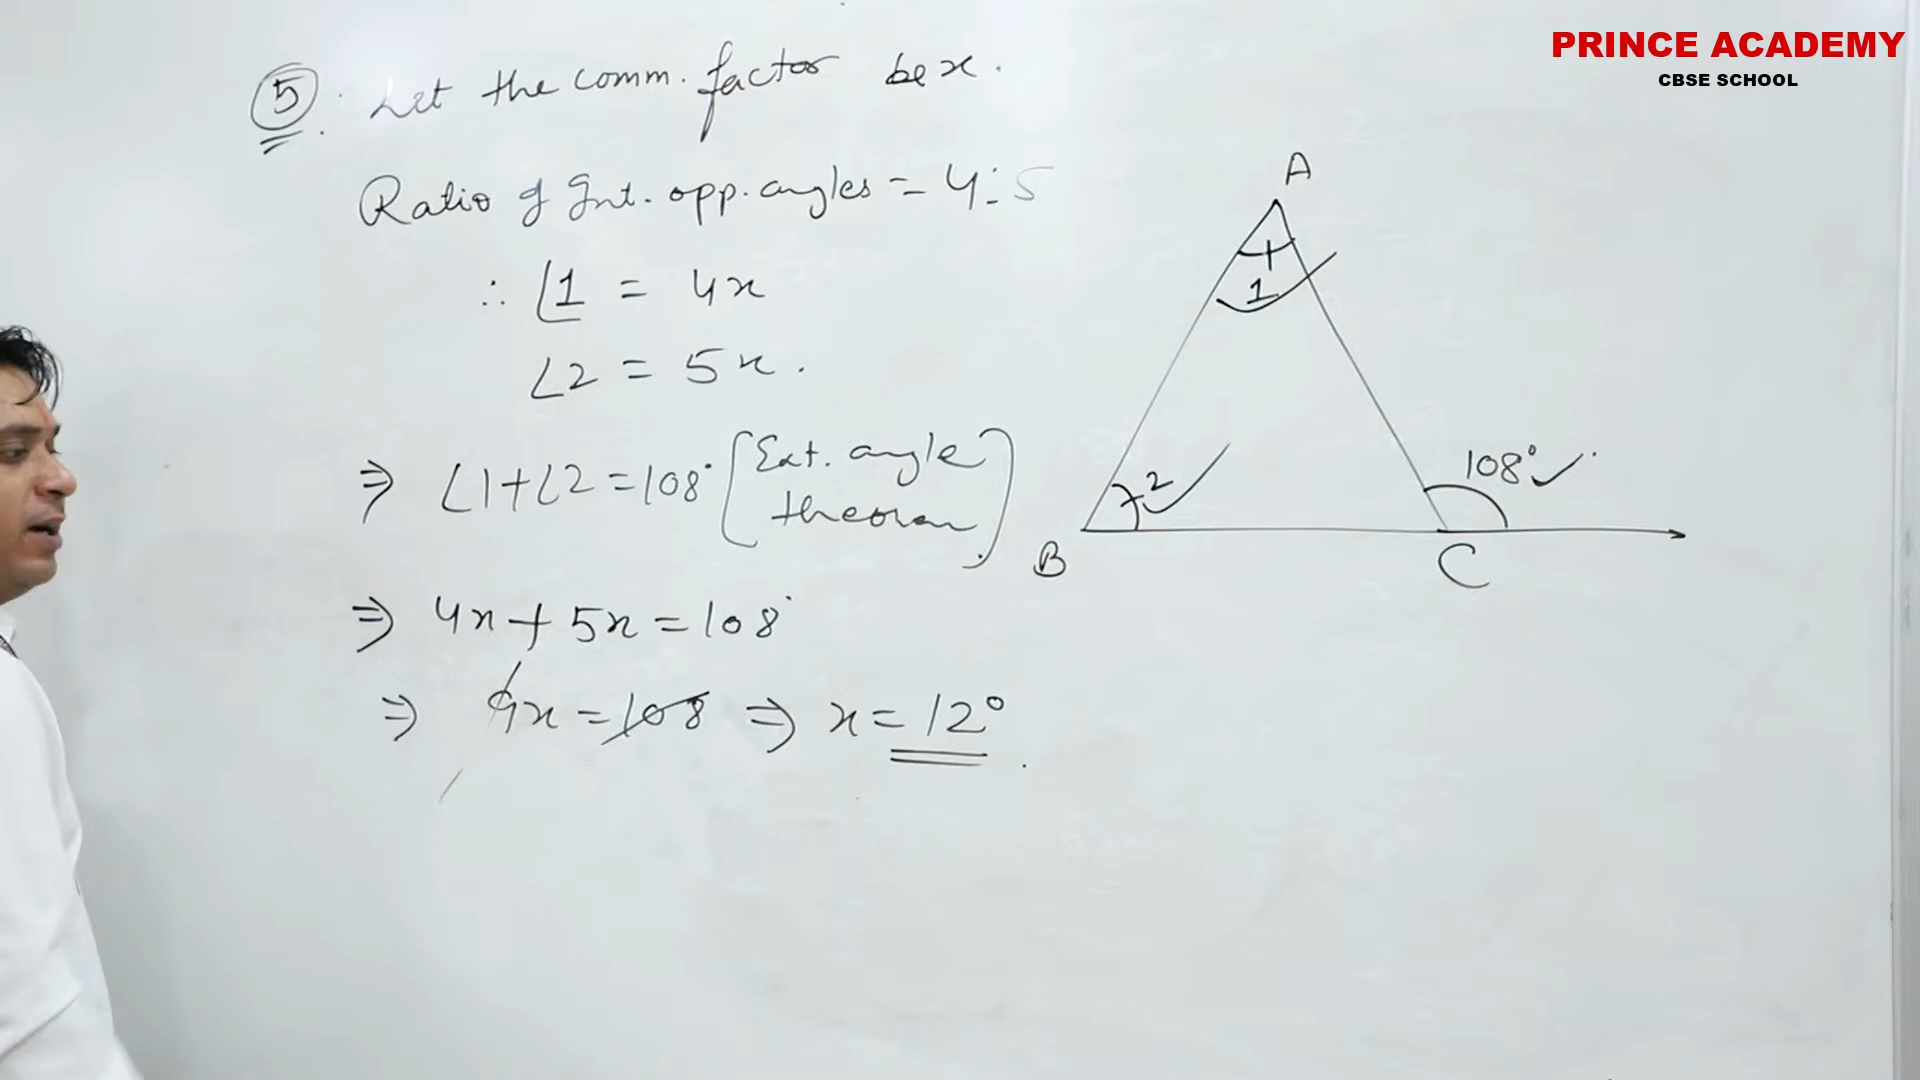 PRINCE ACADEMY
CBSE SCHOOL
5. Let the comm. factor be x.
Ratio of Int. opp. angles = 4:5
∴ ∠1 = 4x
∠2 = 5x.
⇒ ∠1+∠2 = 108° [Ext. angle
theorem]
⇒ 4x + 5x = 108°
⇒ 9x = 108 ⇒ x = 12°
A
1
2
108°
B
C